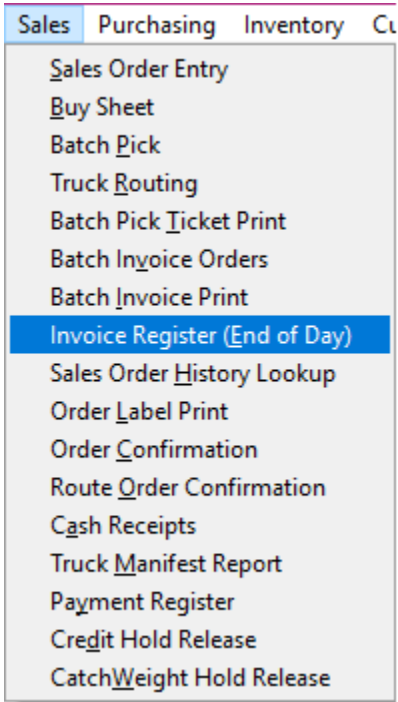 Sales Purchasing Inventory Cu
Sales Order Entry
Buy Sheet
Batch Pick
Truck Routing
Batch Pick Ticket Print
Batch Invoice Orders
Batch Invoice Print
Invoice Register (End of Day)
Sales Order History Lookup
Order Label Print
Order Confirmation
Route Order Confirmation
Cash Receipts
Truck Manifest Report
Payment Register
Credit Hold Release
CatchWeight Hold Release